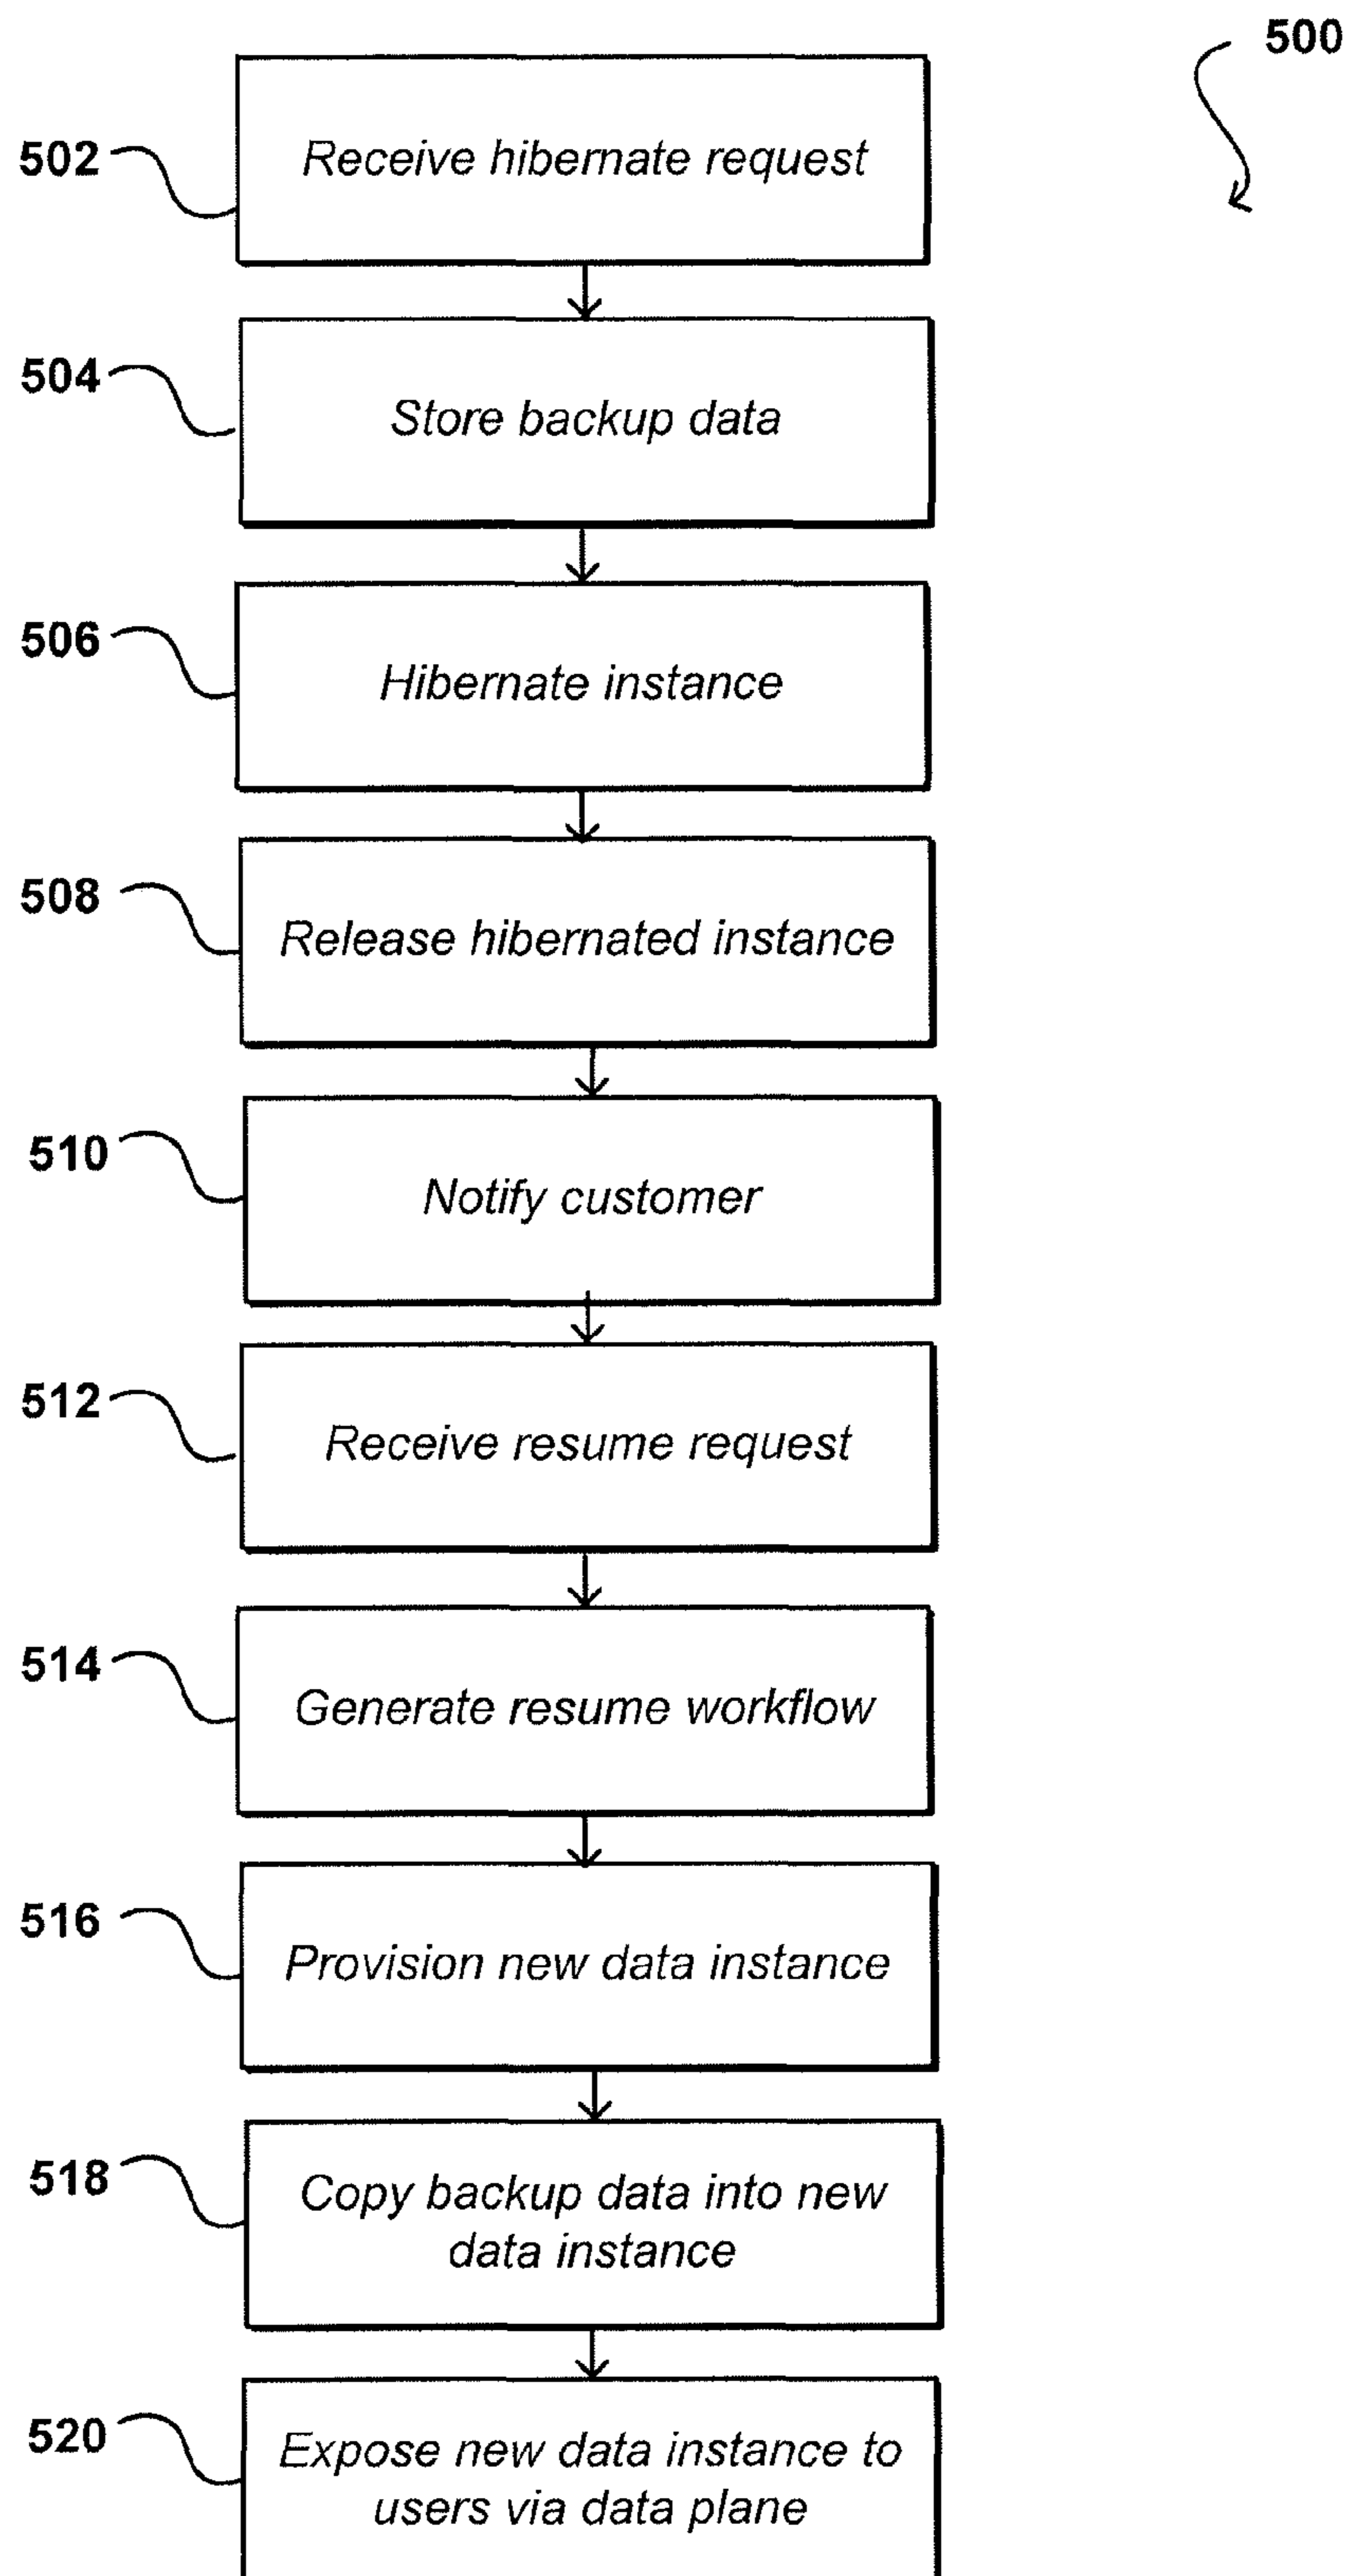 500
502
Receive hibernate request
504
Store backup data
506
Hibernate instance
508
Release hibernated instance
510
Notify customer
512
Receive resume request
514
Generate resume workflow
516
Provision new data instance
518
Copy backup data into new
data instance
520
Expose new data instance to
users via data plane